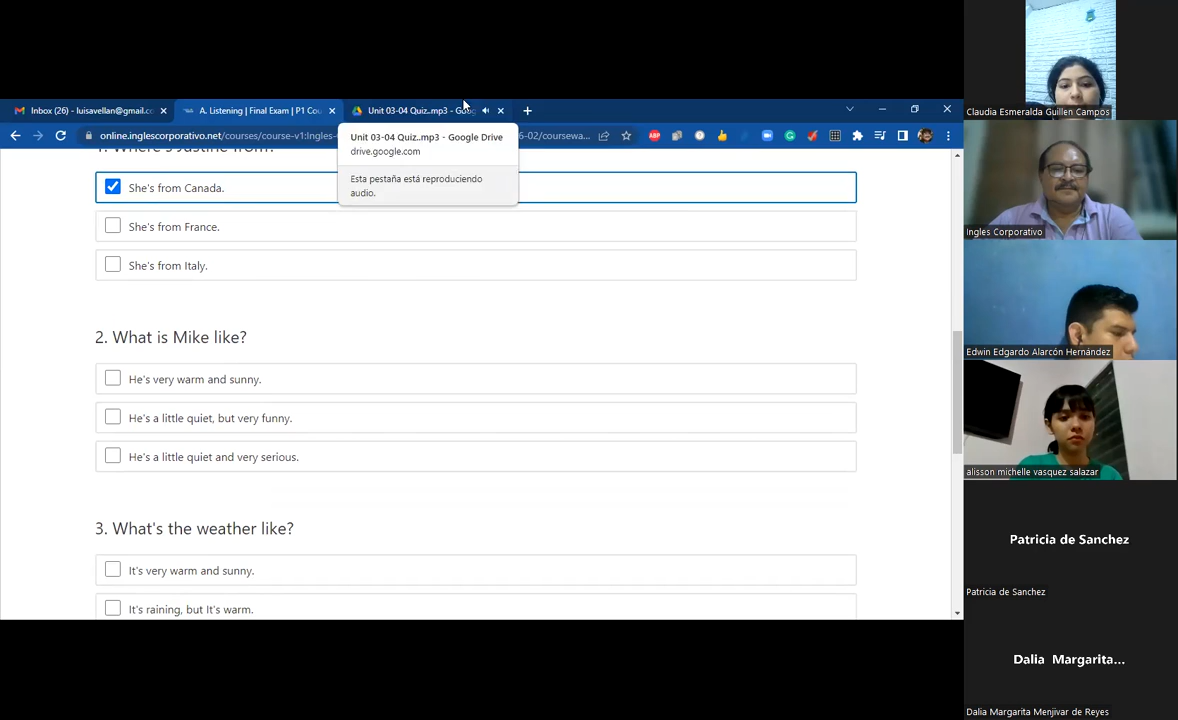 Inbox (26) - luisavellan@gmail.co
A. Listening | Final Exam | P1 Cou
Unit 03-04 Quiz..mp3 - Goog
online.inglescorporativo.net/courses/course-v1:Ingles-
6-02/coursewa...
Unit 03-04 Quiz..mp3 - Google Drive
drive.google.com
Esta pestaña está reproduciendo
audio.
1. Where's Justine from?
She's from Canada.
She's from France.
She's from Italy.
2. What is Mike like?
He's very warm and sunny.
He's a little quiet, but very funny.
He's a little quiet and very serious.
3. What's the weather like?
It's very warm and sunny.
It's raining, but It's warm.
Claudia Esmeralda Guillen Campos
Ingles Corporativo
Edwin Edgardo Alarcón Hernández
alisson michelle vasquez salazar
Patricia de Sanchez
Patricia de Sanchez
Dalia Margarita...
Dalia Margarita Menjivar de Reyes